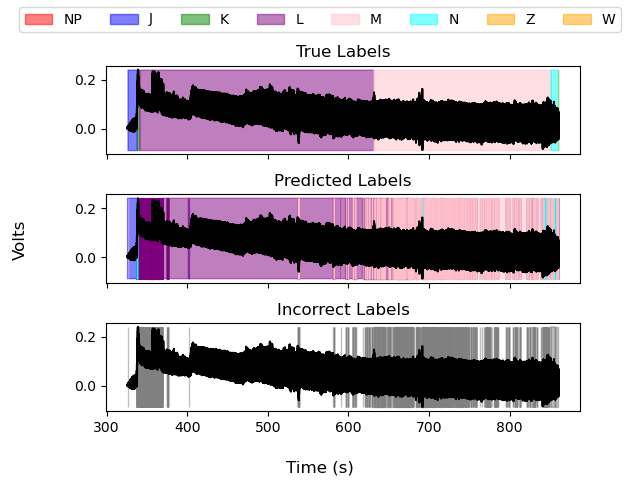 NP J K L M N Z W
True Labels
0.2
0.0
Predicted Labels
0.2
0.0
Volts
Incorrect Labels
0.2
0.0
300 400 500 600 700 800
Time (s)